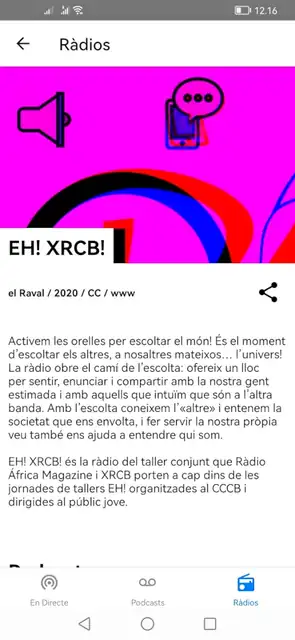 12.16
Ràdios
EH! XRCB!
el Raval / 2020 / CC / www
Activem les orelles per escoltar el món! És el moment
d'escoltar els altres, a nosaltres mateixos… l'univers!
La ràdio obre el camí de l'escolta: ofereix un lloc
per sentir, enunciar i compartir amb la nostra gent
estimada i amb aquells que intuïm que són a l'altra
banda. Amb l'escolta coneixem l'«altre» i entenem la
societat que ens envolta, i fer servir la nostra pròpia
veu també ens ajuda a entendre qui som.
EH! XRCB! és la ràdio del taller conjunt que Ràdio
África Magazine i XRCB porten a cap dins de les
jornades de tallers EH! organitzades al CCCB i
dirigides al públic jove.
En Directe
Podcasts
Ràdios